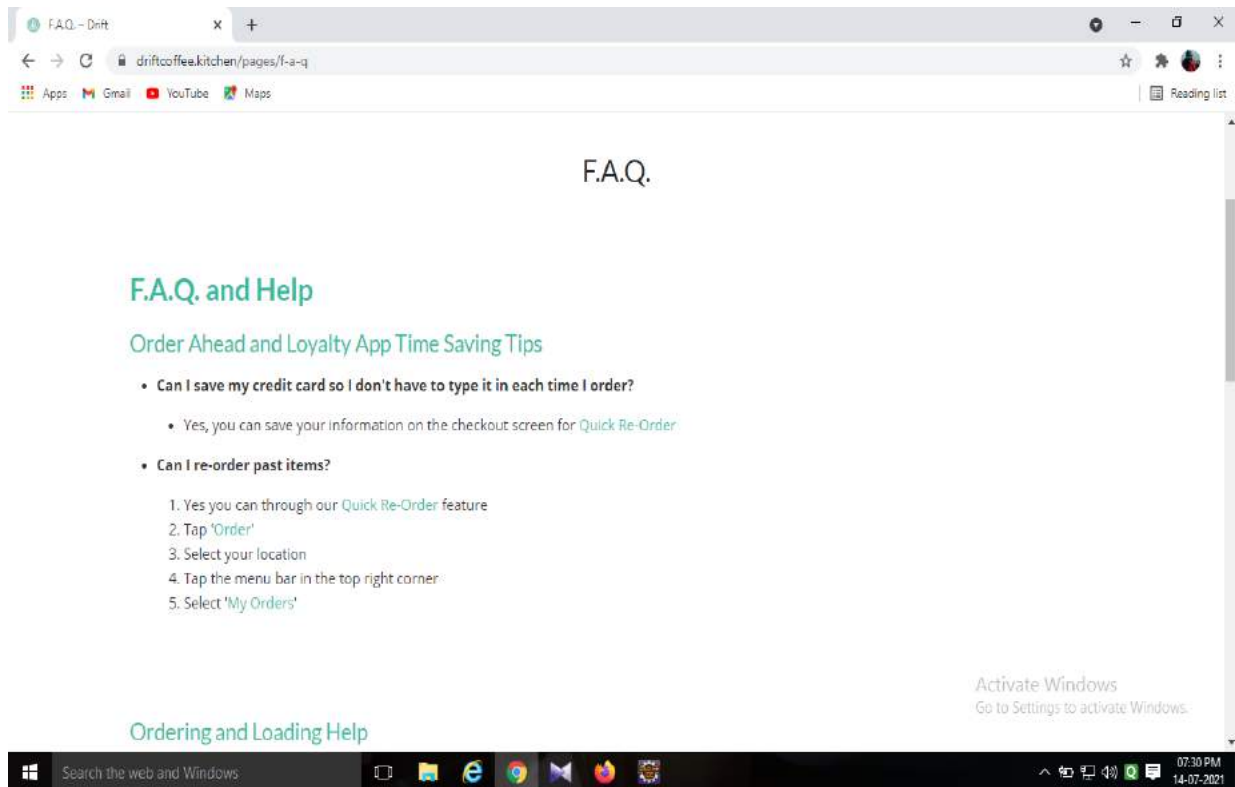 F.A.Q. – Drift
driftcoffee.kitchen/pages/f-a-q
Apps Gmail YouTube Maps Reading list
F.A.Q.
F.A.Q. and Help
Order Ahead and Loyalty App Time Saving Tips
• Can I save my credit card so I don't have to type it in each time I order?
• Yes, you can save your information on the checkout screen for Quick Re-Order
• Can I re-order past items?
1. Yes you can through our Quick Re-Order feature
2. Tap 'Order'
3. Select your location
4. Tap the menu bar in the top right corner
5. Select 'My Orders'
Activate Windows
Go to Settings to activate Windows.
Ordering and Loading Help
Search the web and Windows
07:30 PM
14-07-2021